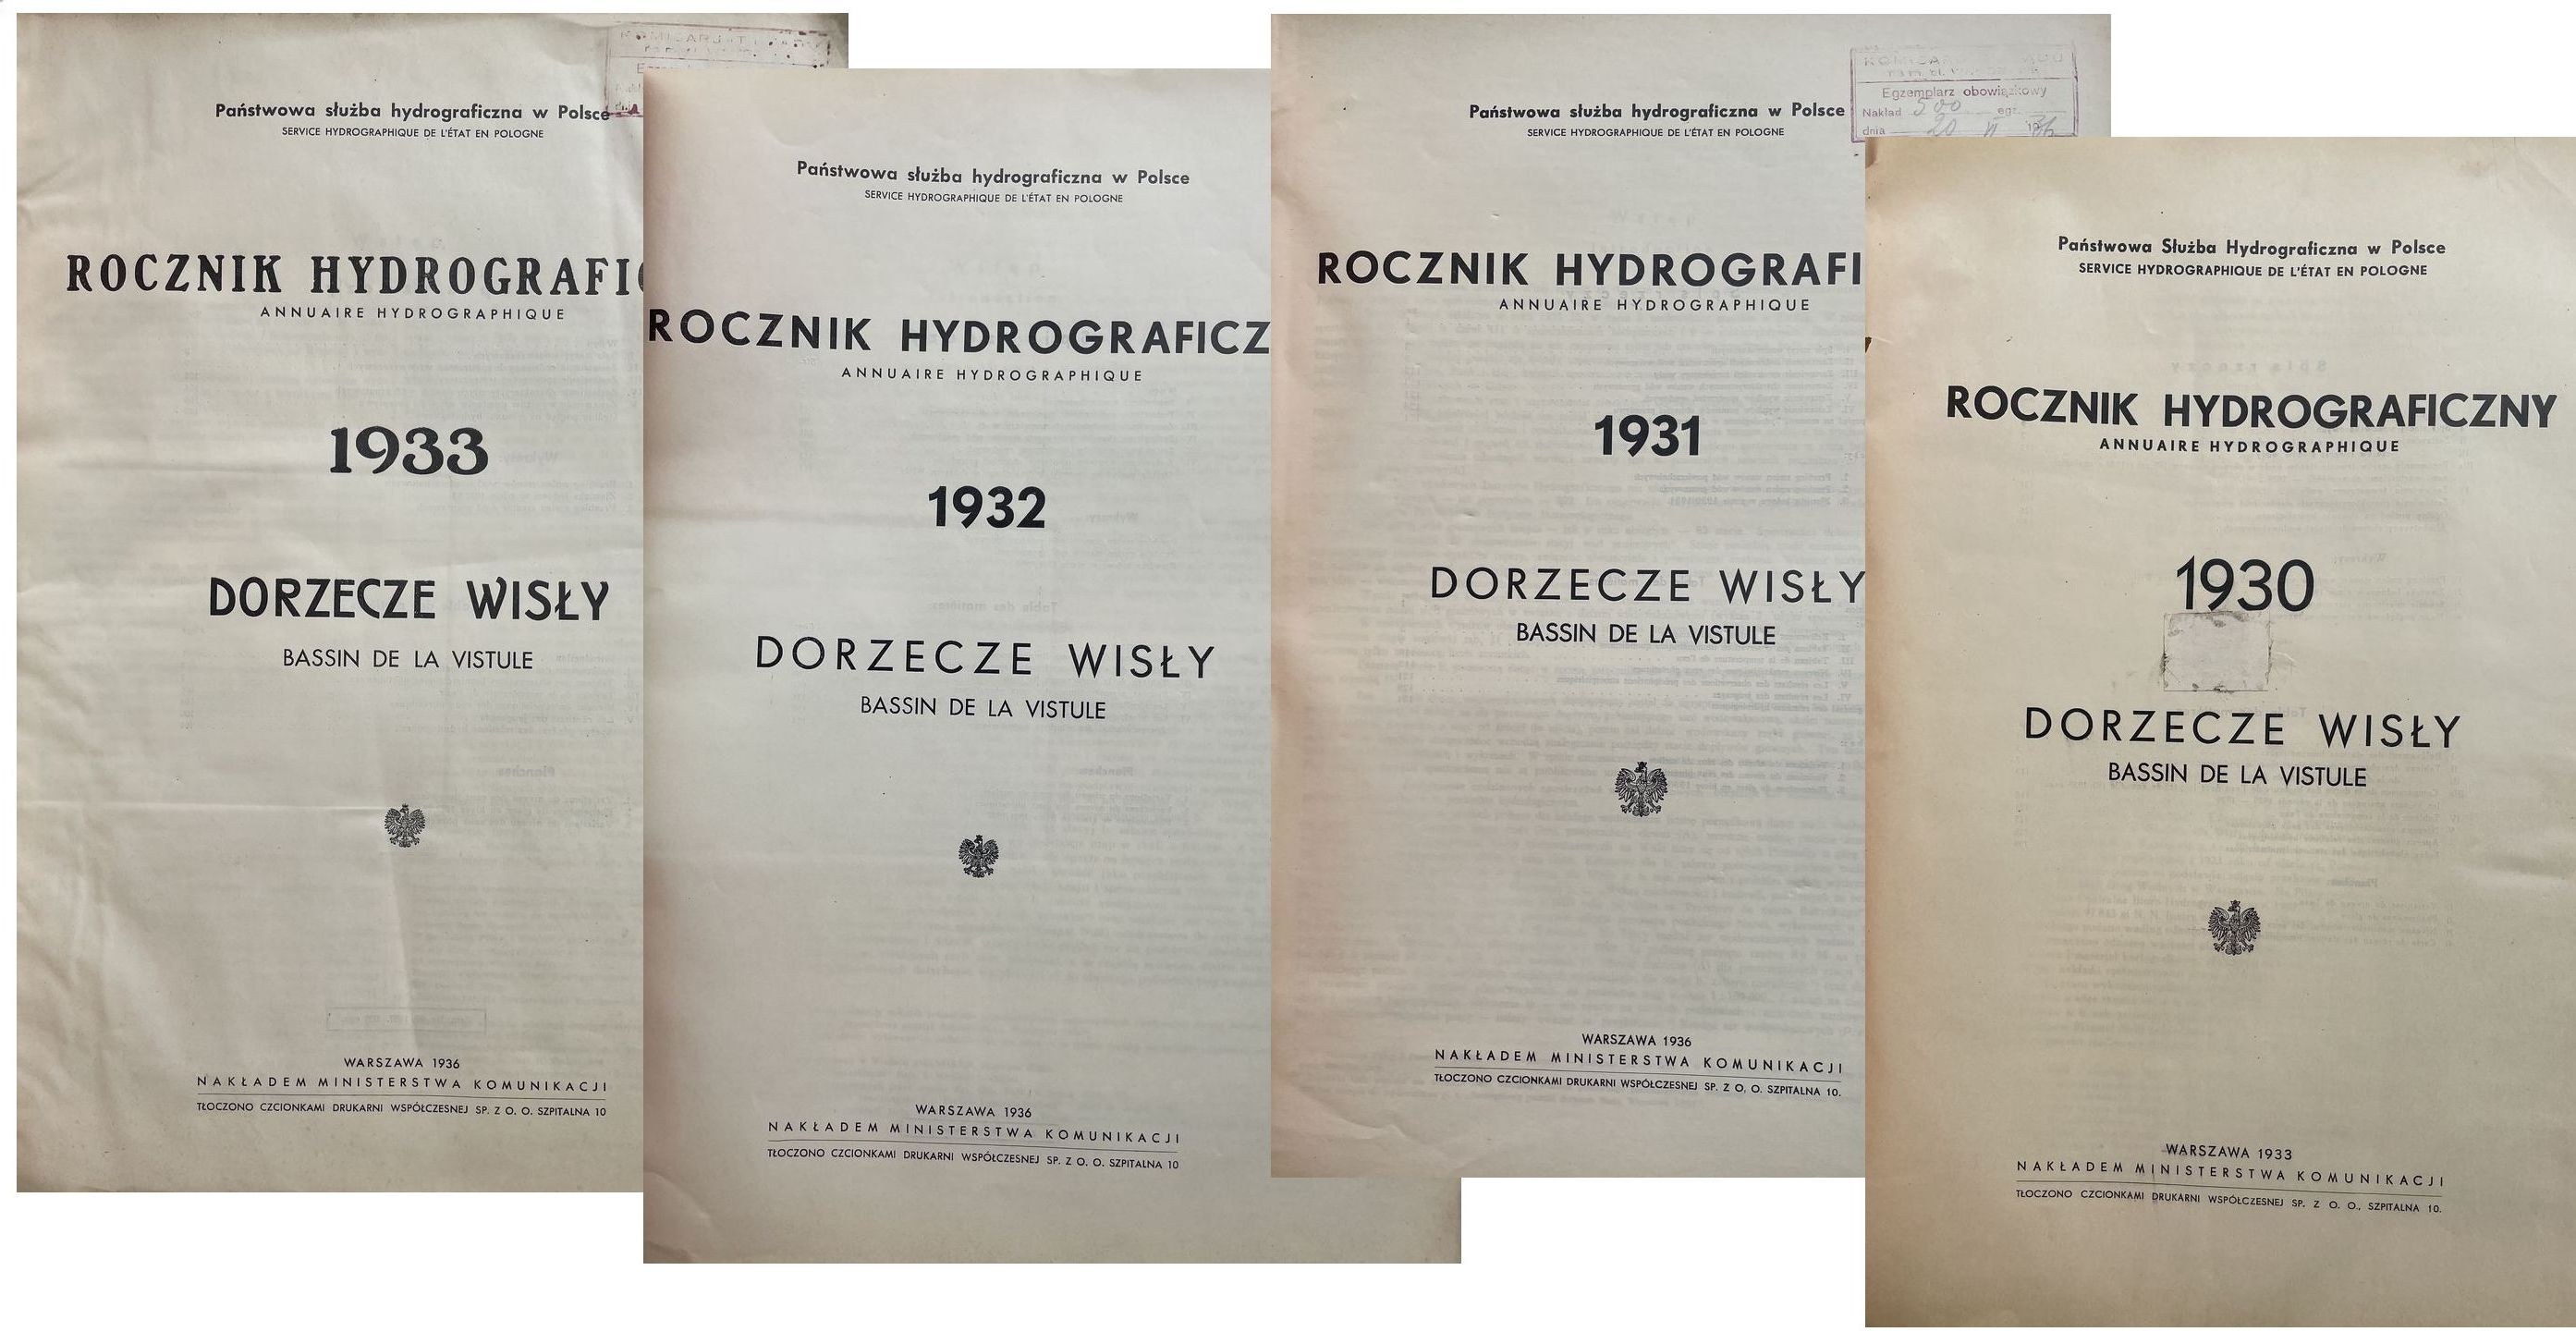 Państwowa służba hydrograficzna w Polsce
SERVICE HYDROGRAPHIQUE DE L'ÉTAT EN POLOGNE
ROCZNIK HYDROGRAFI
ANNUAIRE HYDROGRAPHIQUE
1933
DORZECZE WISŁY
BASSIN DE LA VISTULE
WARSZAWA 1936
NAKŁADEM MINISTERSTWA KOMUNIKACJI
TŁOCZONO CZCIONKAMI DRUKARNI WSPÓŁCZESNEJ SP. Z O. O. SZPITALNA 10
Państwowa służba hydrograficzna w Polsce
SERVICE HYDROGRAPHIQUE DE L'ÉTAT EN POLOGNE
ROCZNIK HYDROGRAFICZ
ANNUAIRE HYDROGRAPHIQUE
1932
DORZECZE WISŁY
BASSIN DE LA VISTULE
WARSZAWA 1936
NAKŁADEM MINISTERSTWA KOMUNIKACJI
TŁOCZONO CZCIONKAMI DRUKARNI WSPÓŁCZESNEJ SP. Z O. O. SZPITALNA 10
Egzemplarz obowiązkowy
Nakład 500 egz.
dnia 20 VI
Państwowa służba hydrograficzna w Polsce
SERVICE HYDROGRAPHIQUE DE L'ÉTAT EN POLOGNE
ROCZNIK HYDROGRAFI
ANNUAIRE HYDROGRAPHIQUE
1931
DORZECZE WISŁY
BASSIN DE LA VISTULE
WARSZAWA 1936
NAKŁADEM MINISTERSTWA KOMUNIKACJI
TŁOCZONO CZCIONKAMI DRUKARNI WSPÓŁCZESNEJ SP. Z O. O. SZPITALNA 10.
Państwowa Służba Hydrograficzna w Polsce
SERVICE HYDROGRAPHIQUE DE L'ÉTAT EN POLOGNE
ROCZNIK HYDROGRAFICZNY
ANNUAIRE HYDROGRAPHIQUE
1930
DORZECZE WISŁY
BASSIN DE LA VISTULE
WARSZAWA 1933
NAKŁADEM MINISTERSTWA KOMUNIKACJI
TŁOCZONO CZCIONKAMI DRUKARNI WSPÓŁCZESNEJ SP. Z O. O., SZPITALNA 10.